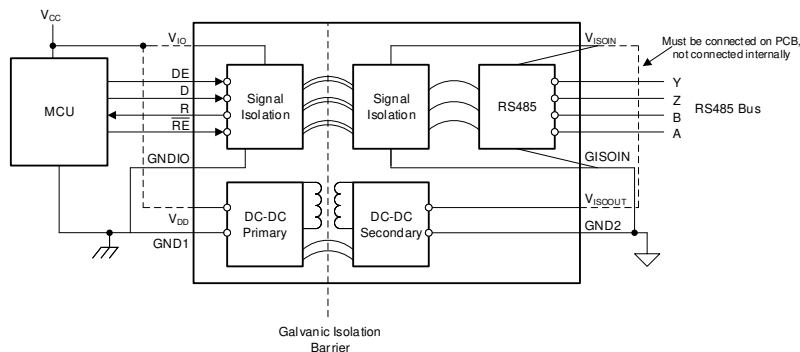 VCC
VIO
VISOIN
Must be connected on PCB,
not connected internally
MCU
DE
D
R
RE
Signal
Isolation
Signal
Isolation
RS485
Y
Z
B
A
RS485 Bus
GNDIO
GISOIN
VDD
GND1
DC-DC
Primary
DC-DC
Secondary
VISOOUT
GND2
Galvanic Isolation
Barrier